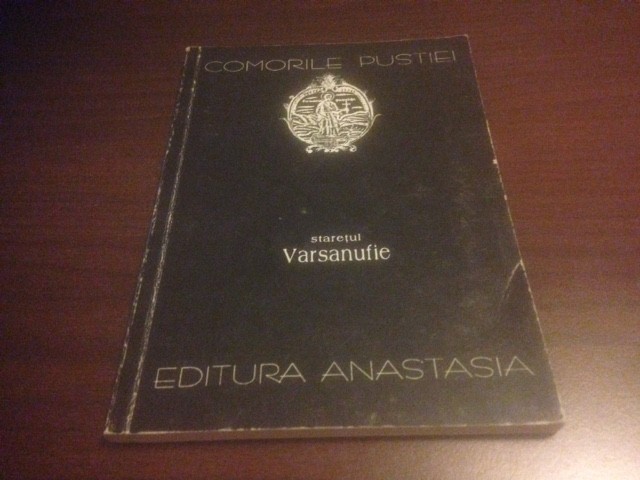 COMORILE PUSTIEI
starețul
Varsanufie
EDITURA ANASTASIA